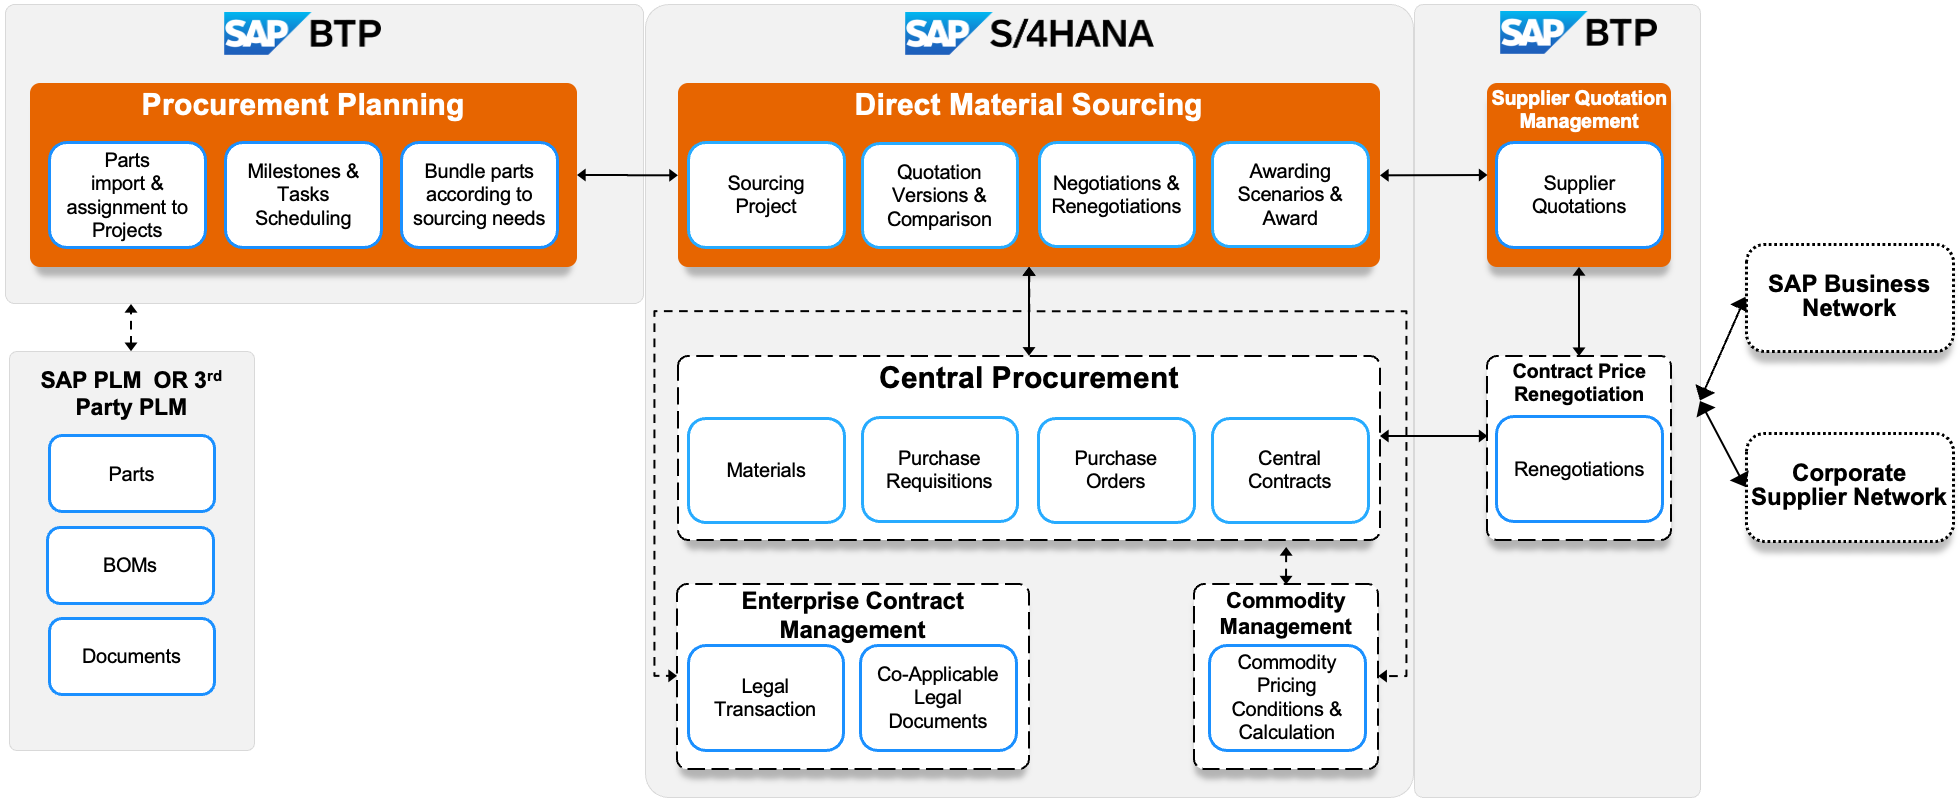 SAP BTP
Procurement Planning
Parts
import &
assignment to
Projects
Milestones &
Tasks
Scheduling
Bundle parts
according to
sourcing needs
SAP PLM OR 3rd
Party PLM
Parts
BOMs
Documents
SAP S/4HANA
Direct Material Sourcing
Sourcing
Project
Quotation
Versions &
Comparison
Negotiations &
Renegotiations
Awarding
Scenarios &
Award
Central Procurement
Materials
Purchase
Requisitions
Purchase
Orders
Central
Contracts
Enterprise Contract
Management
Legal
Transaction
Co-Applicable
Legal
Documents
Commodity
Management
Commodity
Pricing
Conditions &
Calculation
SAP BTP
Supplier Quotation
Management
Supplier
Quotations
Contract Price
Renegotiation
Renegotiations
SAP Business
Network
Corporate
Supplier Network